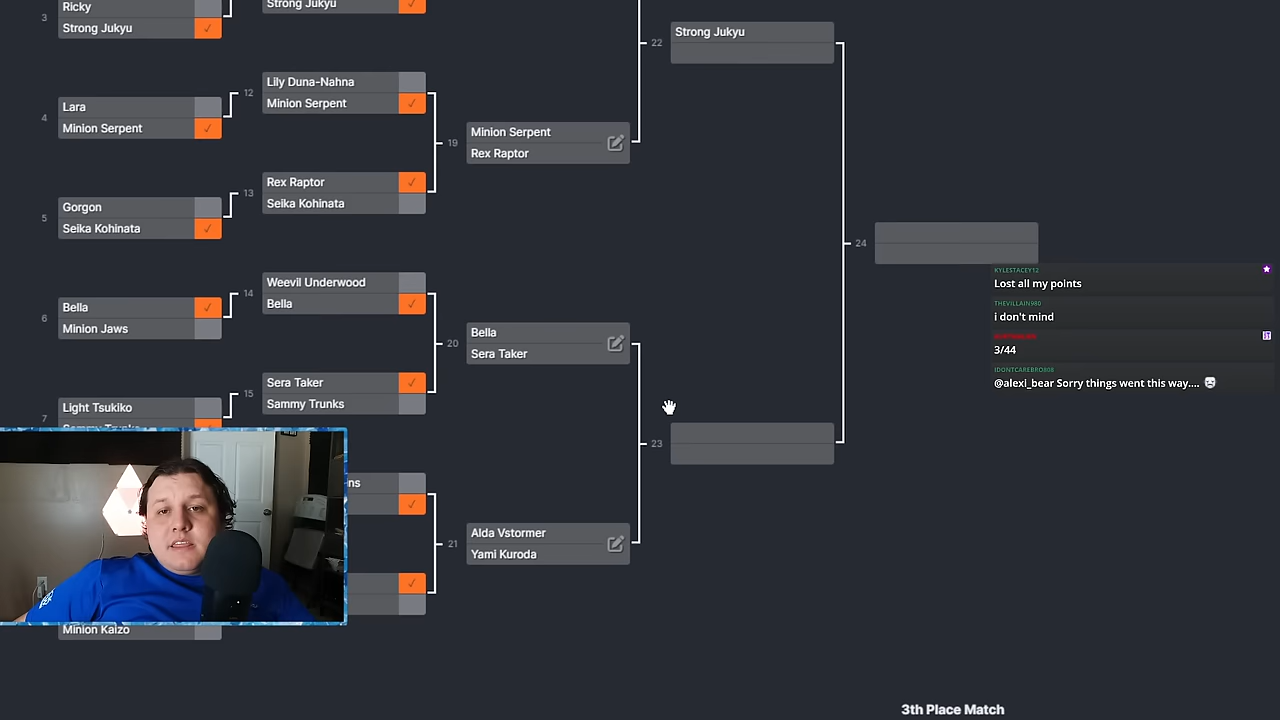 3
Ricky
Strong Jukyu
Strong Jukyu
22
Strong Jukyu
4
Lara
Minion Serpent
12
Lily Duna-Nahna
Minion Serpent
19
Minion Serpent
Rex Raptor
5
Gorgon
Seika Kohinata
13
Rex Raptor
Seika Kohinata
24
6
Bella
Minion Jaws
14
Weevil Underwood
Bella
20
Bella
Sera Taker
7
Light Tsukiko
15
Sera Taker
Sammy Trunks
23
ns
21
Alda Vstormer
Yami Kuroda
Minion Kaizo
KYLESTACEY12
Lost all my points
THEVILLAIN980
i don't mind
3/44
IDONTCAREBRO808
@alexi_bear Sorry things went this way....
3th Place Match